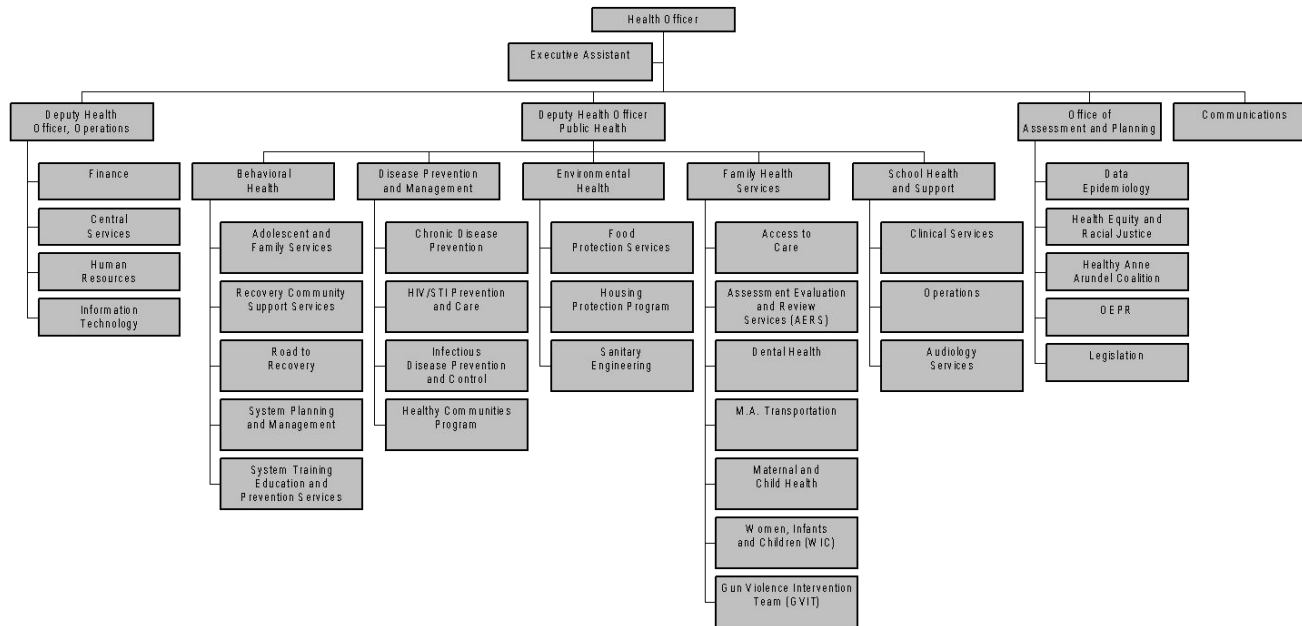 Health Officer
Executive Assistant
Deputy Health
Officer, Operations
Deputy Health Officer
Public Health
Office of
Assessment and Planning
Communications
Finance
Central
Services
Human
Resources
Information
Technology
Behavioral
Health
Adolescent and
Family Services
Recovery Community
Support Services
Road to
Recovery
System Planning
and Management
System Training
Education and
Prevention Services
Disease Prevention
and Management
Chronic Disease
Prevention
HIV/STI Prevention
and Care
Infectious
Disease Prevention
and Control
Healthy Communities
Program
Environmental
Health
Food
Protection Services
Housing
Protection Program
Sanitary
Engineering
Family Health
Services
Access to
Care
Assessment Evaluation
and Review
Services (AERS)
Dental Health
M.A. Transportation
Maternal and
Child Health
Women, Infants
and Children (WIC)
Gun Violence Intervention
Team (GVIT)
School Health
and Support
Clinical Services
Operations
Audiology
Services
Data
Epidemiology
Health Equity and
Racial Justice
Healthy Anne
Arundel Coalition
OEPR
Legislation